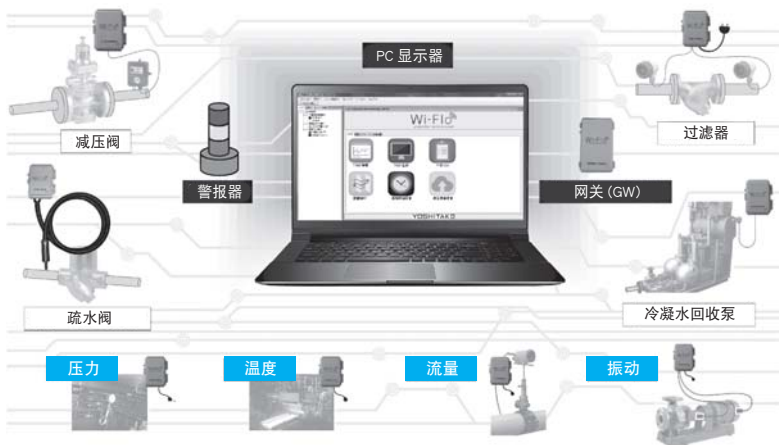 PC 显示器
Wi-Flo
减压阀
过滤器
警报器
网关 (GW)
YOSHITAKE
疏水阀
冷凝水回收泵
压力
温度
流量
振动